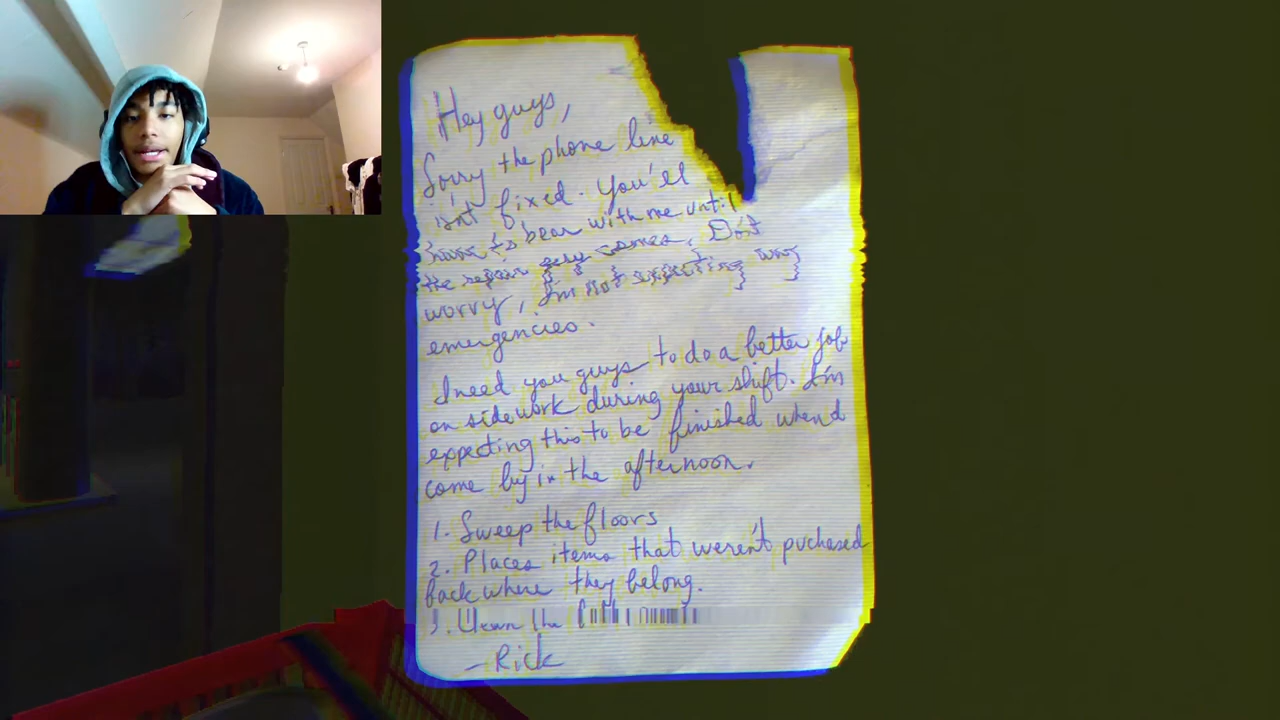 Hey guys,
Sorry the phone line
isn't fixed. You'll
have to bear with me until
the repair guy comes. Don't
worry, I'm not expecting any
emergencies.
I need you guys to do a better job
on sidework during your shift. I'm
expecting this to be finished when I
come by in the afternoon.
1. Sweep the floors
2. Places items that weren't puchased
back where they belong.
3. Clean the
-Rick